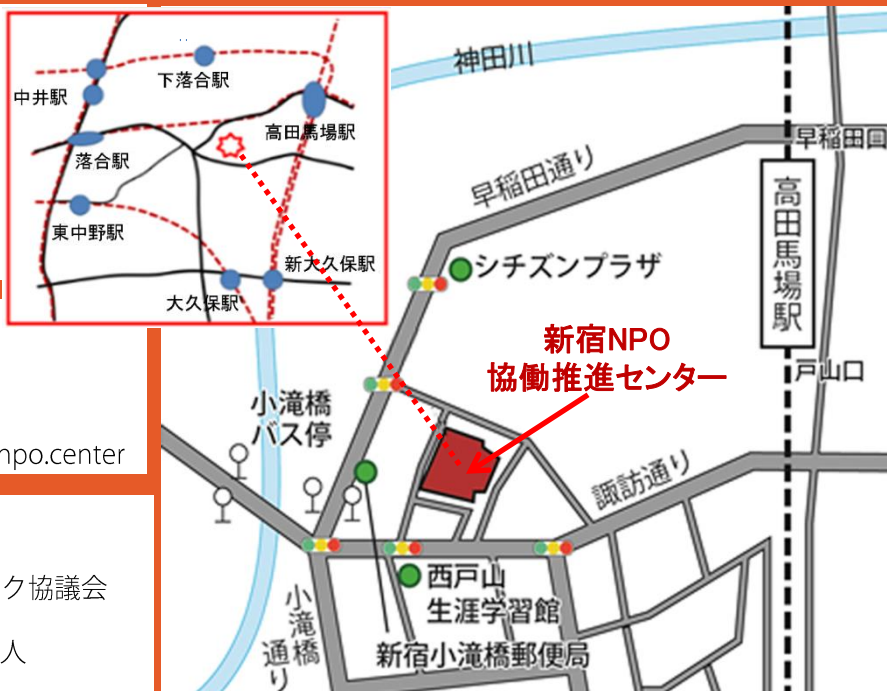 中井駅
下落合駅
高田馬場駅
落合駅
東中野駅
新大久保駅
大久保駅
神田川
早稲田通り
早稲田口
高田馬場駅
シチズンプラザ
新宿NPO
協働推進センター
戸山口
小滝橋
バス停
諏訪通り
npo.center
ク協議会
人
西戸山
生涯学習館
小滝橋
通り
新宿小滝橋郵便局